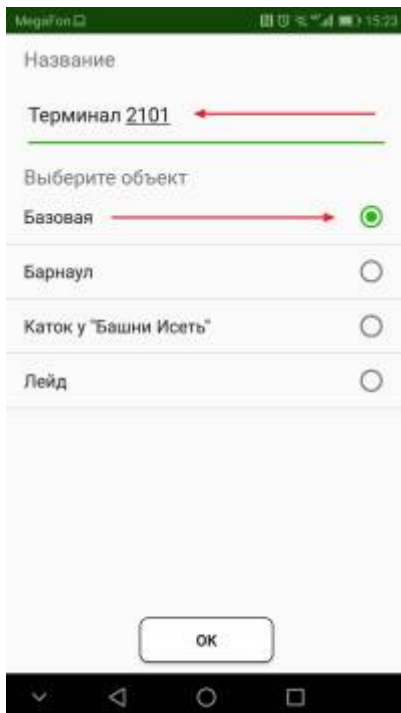 MegaFon 15:23
Название
Терминал 2101
Выберите объект
Базовая
Барнаул
Каток у "Башни Исеть"
Лейд
ОК